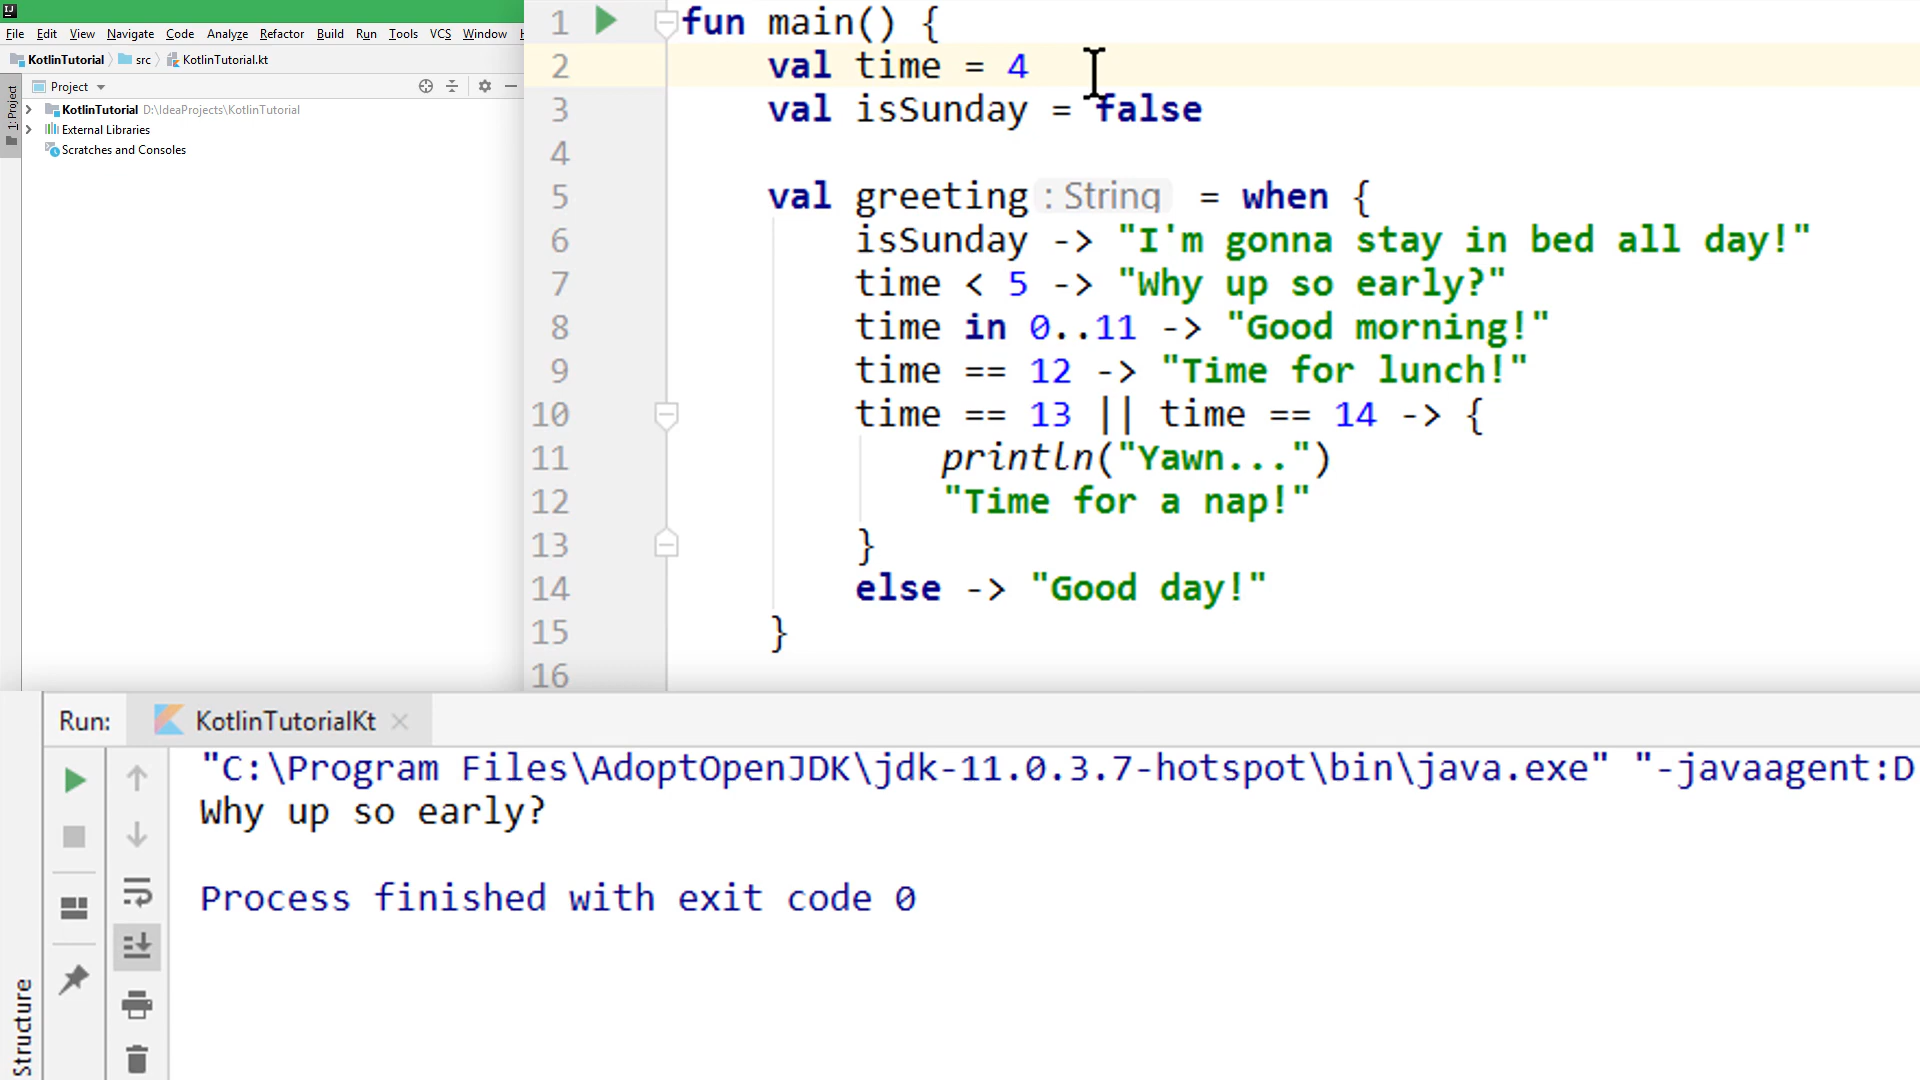 IJ
File Edit View Navigate Code Analyze Refactor Build Run Tools VCS Window
KotlinTutorial src KotlinTutorial.kt
Project
1: Project
KotlinTutorial D:\IdeaProjects\KotlinTutorial
External Libraries
Scratches and Consoles
1 fun main() {
2 val time = 4
3 val isSunday = false
4
5 val greeting : String = when {
6 isSunday -> "I'm gonna stay in bed all day!"
7 time < 5 -> "Why up so early?"
8 time in 0..11 -> "Good morning!"
9 time == 12 -> "Time for lunch!"
10 time == 13 || time == 14 -> {
11 println("Yawn...")
12 "Time for a nap!"
13 }
14 else -> "Good day!"
15 }
16
Run: KotlinTutorialKt
"C:\Program Files\AdoptOpenJDK\jdk-11.0.3.7-hotspot\bin\java.exe" "-javaagent:D
Why up so early?
Process finished with exit code 0
Structure